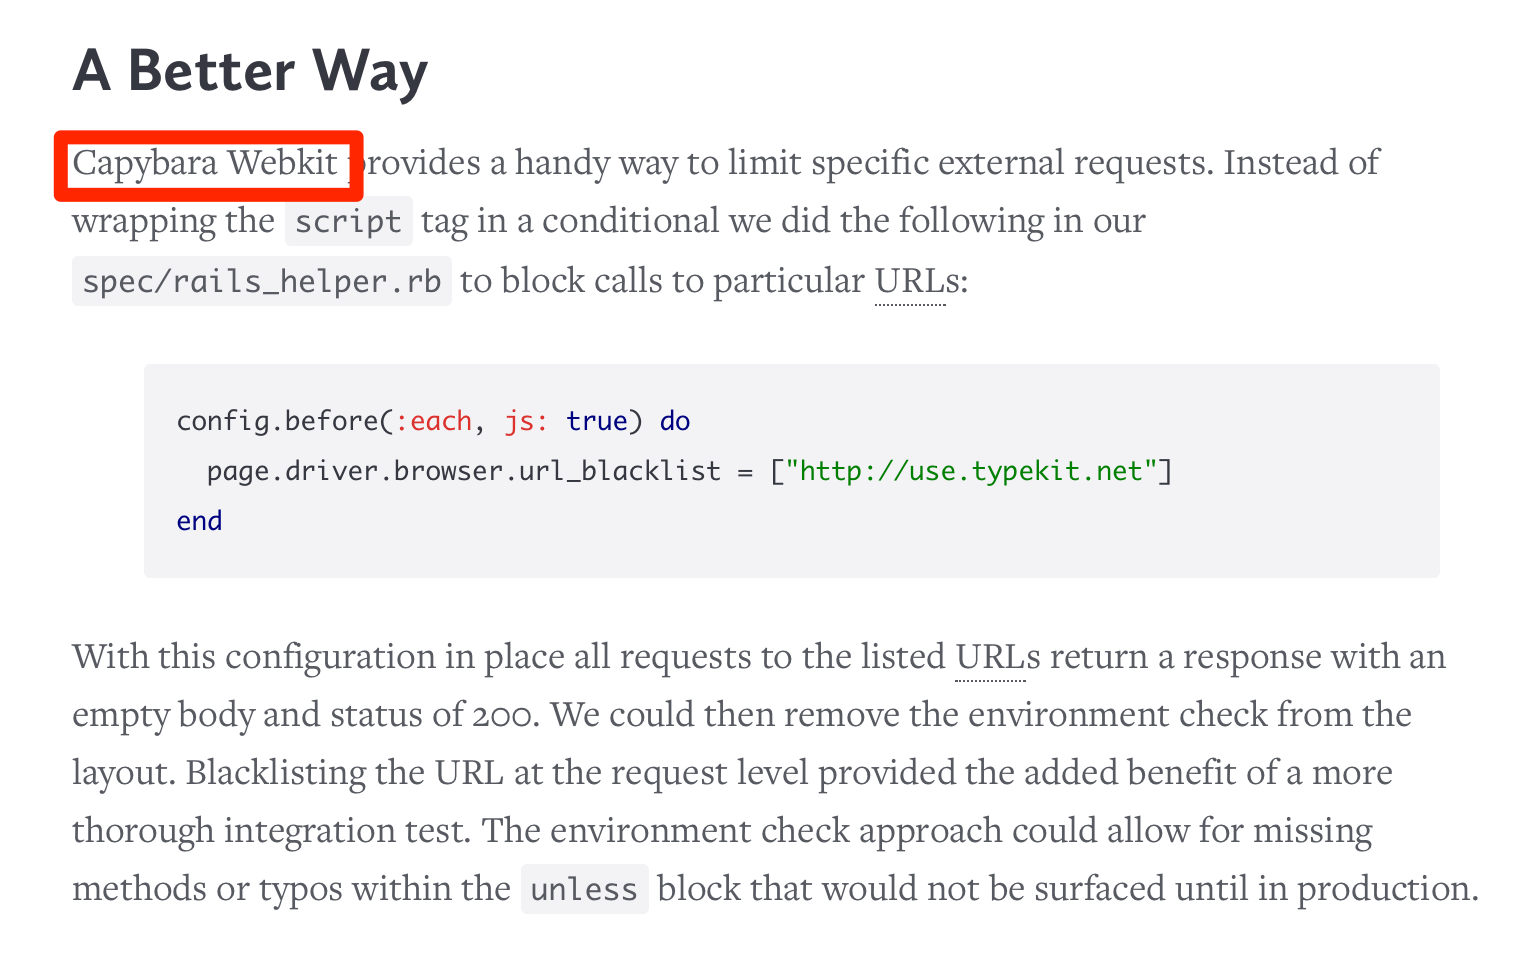 A Better Way
Capybara Webkit provides a handy way to limit specific external requests. Instead of
wrapping the script tag in a conditional we did the following in our
spec/rails_helper.rb to block calls to particular URLs:
config.before(:each, js: true) do
  page.driver.browser.url_blacklist = ["http://use.typekit.net"]
end
With this configuration in place all requests to the listed URLs return a response with an
empty body and status of 200. We could then remove the environment check from the
layout. Blacklisting the URL at the request level provided the added benefit of a more
thorough integration test. The environment check approach could allow for missing
methods or typos within the unless block that would not be surfaced until in production.